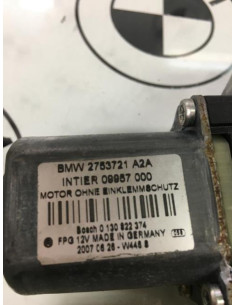 BMW 2753721 A2A
INTIER 09957 000
MOTOR OHNE EINKLEMMSCHUTZ
Bosch 0 130 822 374
FPG 12V MADE IN GERMANY
2007 06 26 - W446 S